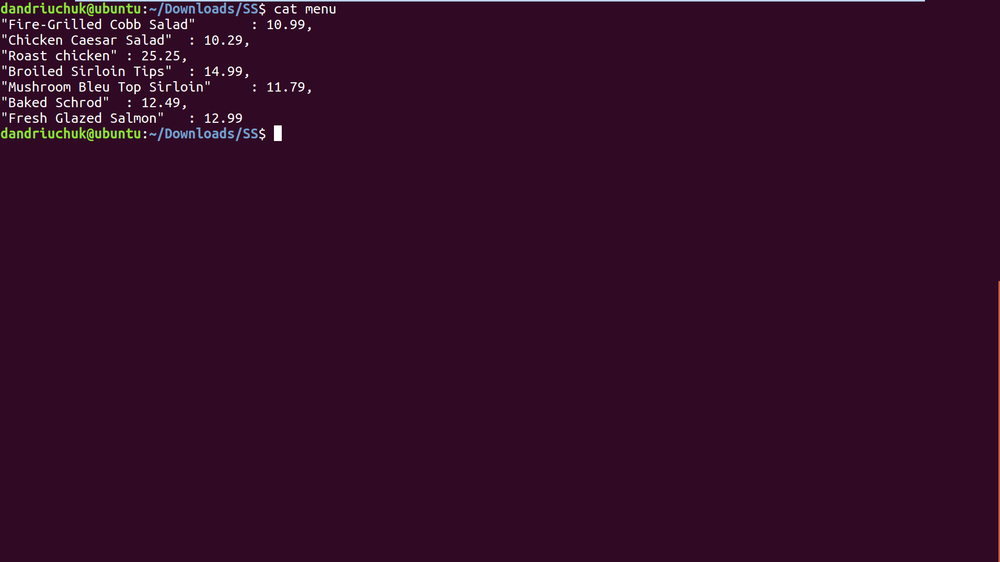 dandriuchuk@ubuntu:~/Downloads/SS$ cat menu
"Fire-Grilled Cobb Salad"       : 10.99,
"Chicken Caesar Salad"  : 10.29,
"Roast chicken" : 25.25,
"Broiled Sirloin Tips"  : 14.99,
"Mushroom Bleu Top Sirloin"     : 11.79,
"Baked Schrod"  : 12.49,
"Fresh Glazed Salmon"   : 12.99
dandriuchuk@ubuntu:~/Downloads/SS$